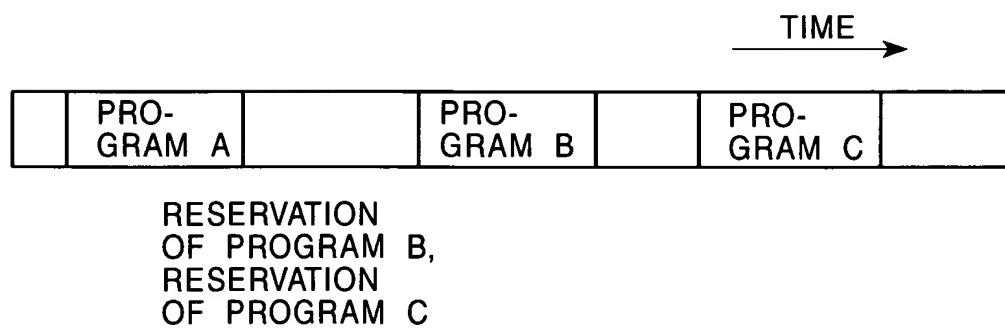 TIME
PRO-
GRAM A
PRO-
GRAM B
PRO-
GRAM C
RESERVATION
OF PROGRAM B,
RESERVATION
OF PROGRAM C